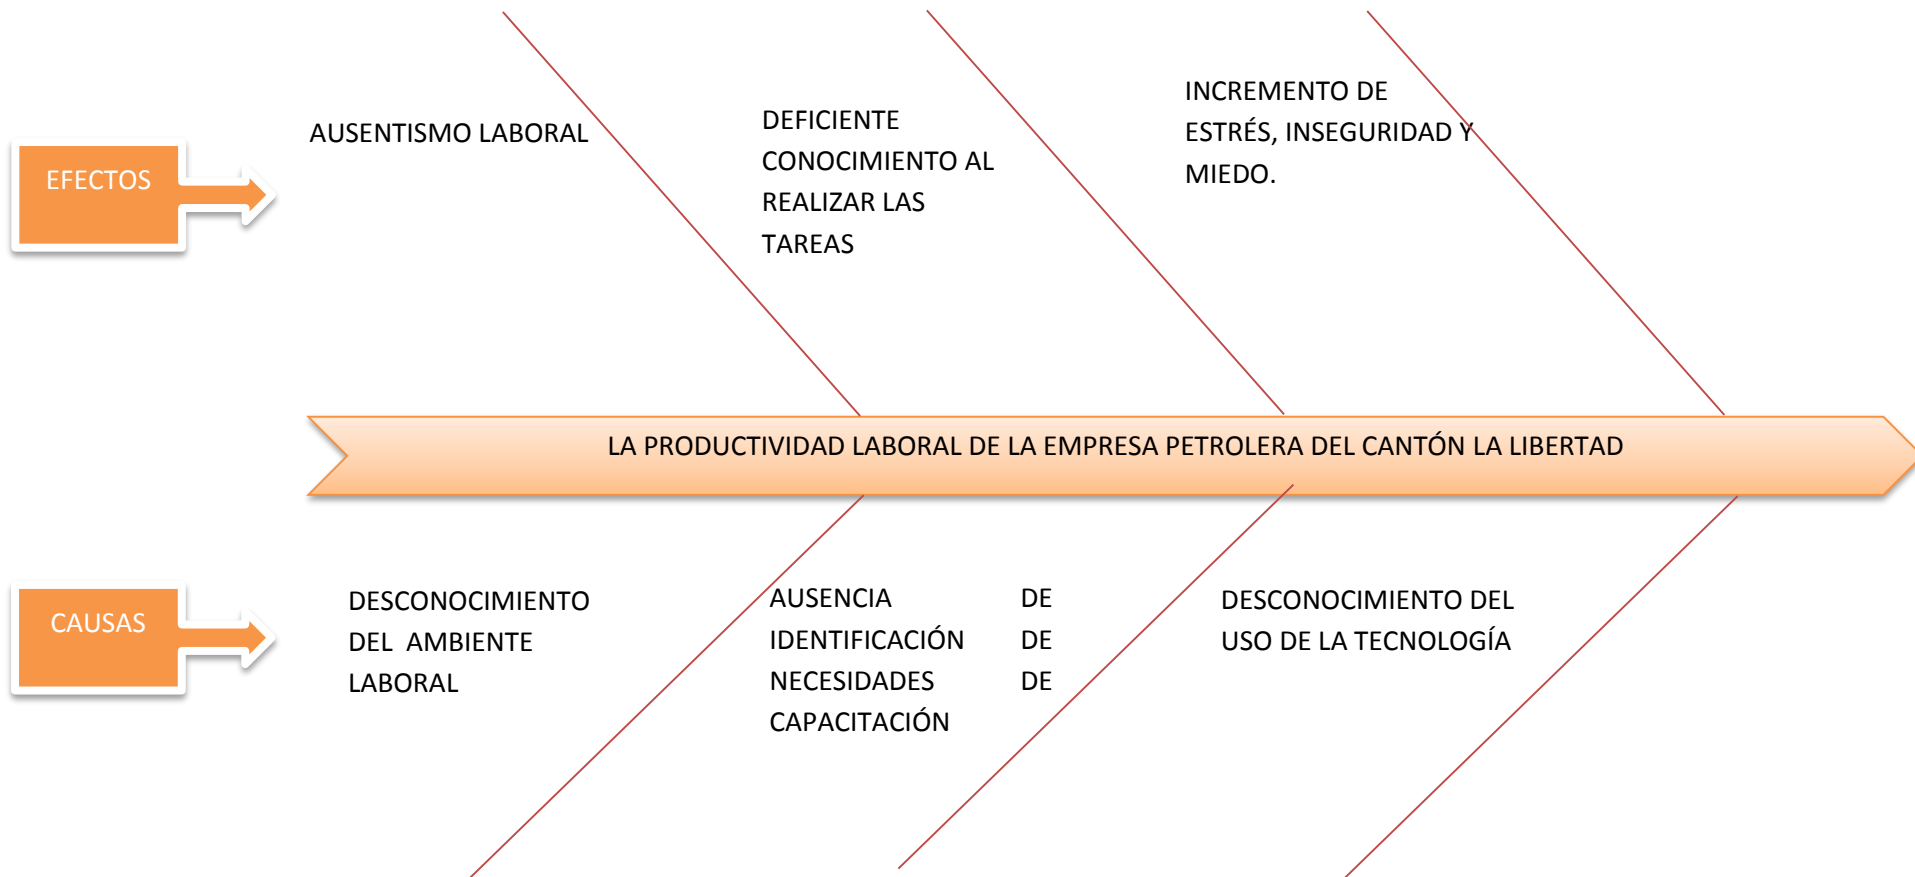 EFECTOS
AUSENTISMO LABORAL
DEFICIENTE
CONOCIMIENTO AL
REALIZAR LAS
TAREAS
INCREMENTO DE
ESTRÉS, INSEGURIDAD Y
MIEDO.
LA PRODUCTIVIDAD LABORAL DE LA EMPRESA PETROLERA DEL CANTÓN LA LIBERTAD
CAUSAS
DESCONOCIMIENTO
DEL AMBIENTE
LABORAL
AUSENCIA DE
IDENTIFICACIÓN DE
NECESIDADES DE
CAPACITACIÓN
DESCONOCIMIENTO DEL
USO DE LA TECNOLOGÍA